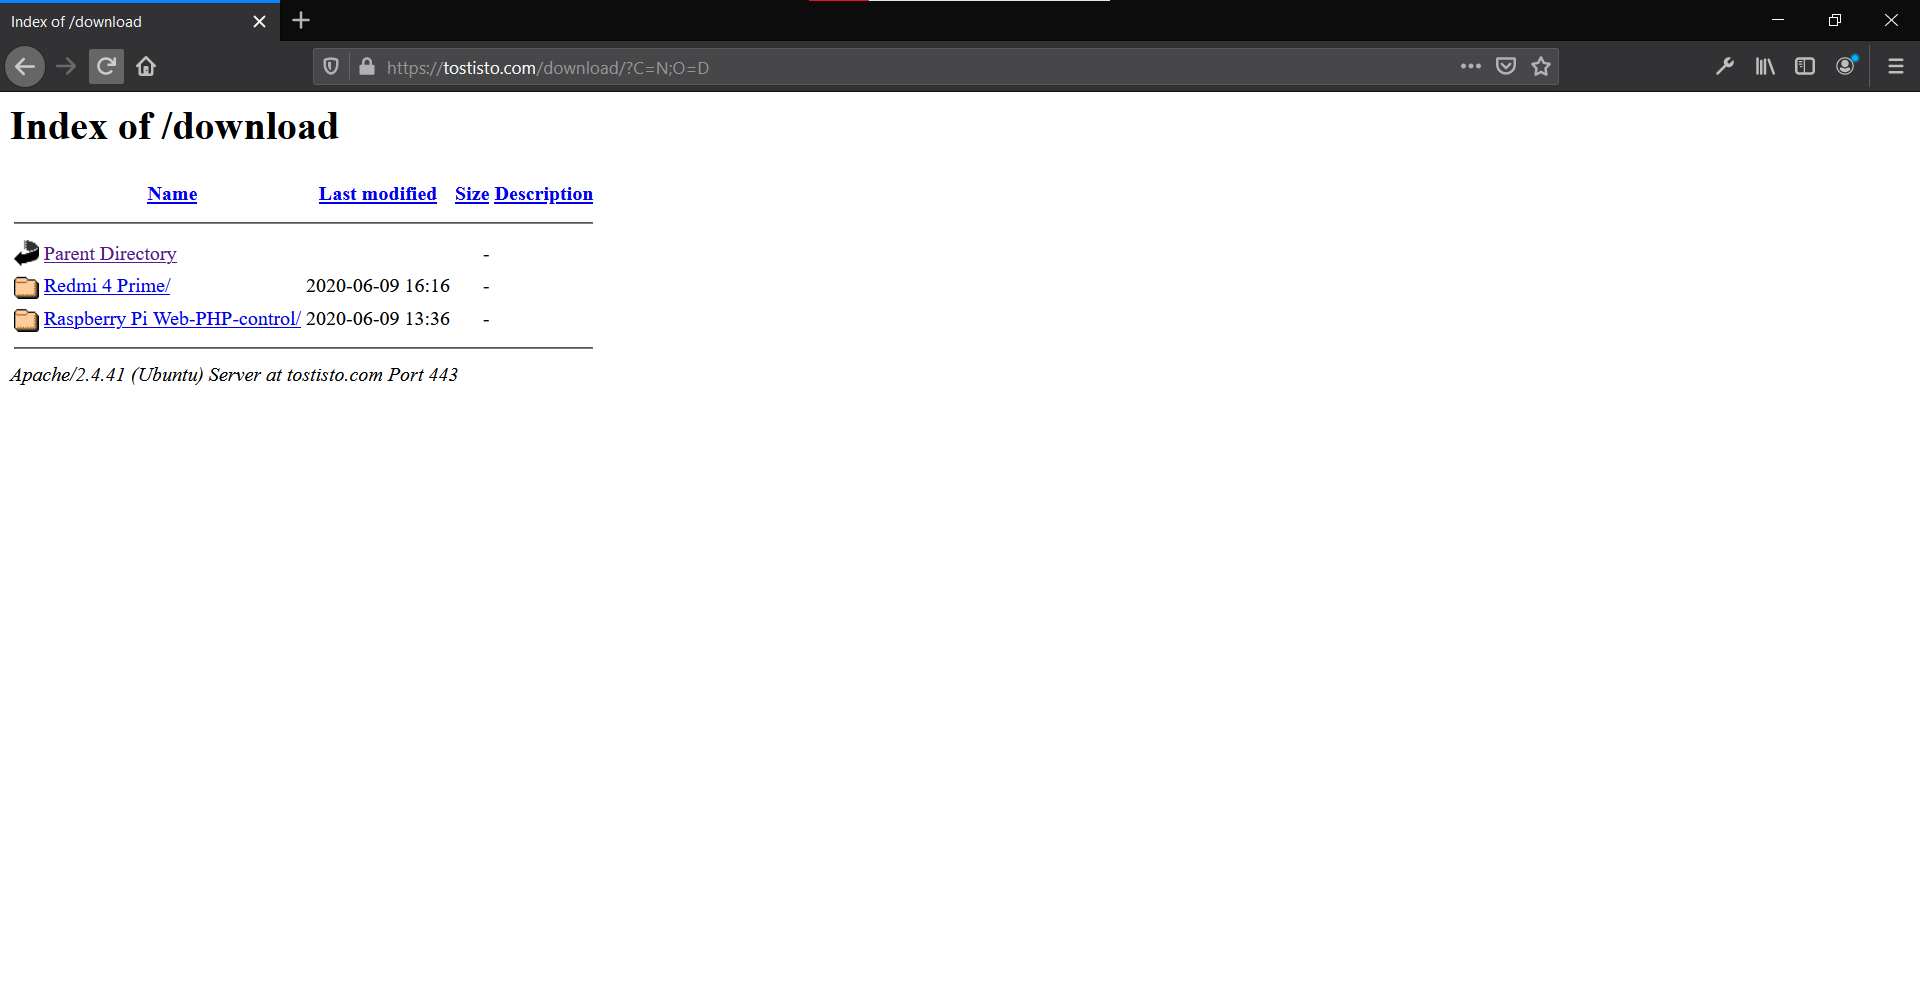 Index of /download
https://tostisto.com/download/?C=N;O=D
Index of /download
Name Last modified Size Description
Parent Directory -
Redmi 4 Prime/ 2020-06-09 16:16 -
Raspberry Pi Web-PHP-control/ 2020-06-09 13:36 -
Apache/2.4.41 (Ubuntu) Server at tostisto.com Port 443